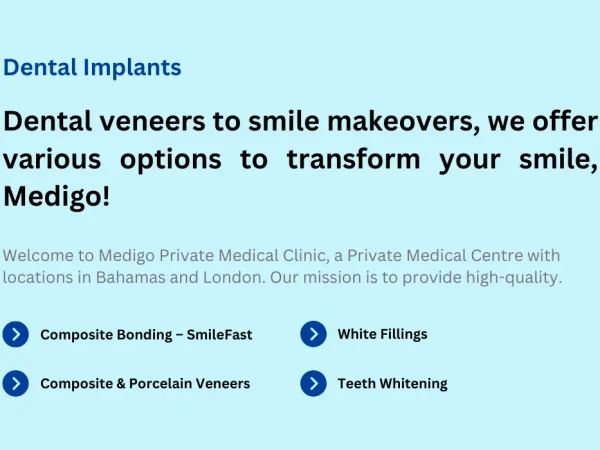 Dental Implants
Dental veneers to smile makeovers, we offer
various options to transform your smile,
Medigo!
Welcome to Medigo Private Medical Clinic, a Private Medical Centre with
locations in Bahamas and London. Our mission is to provide high-quality.
Composite Bonding – SmileFast
White Fillings
Composite & Porcelain Veneers
Teeth Whitening